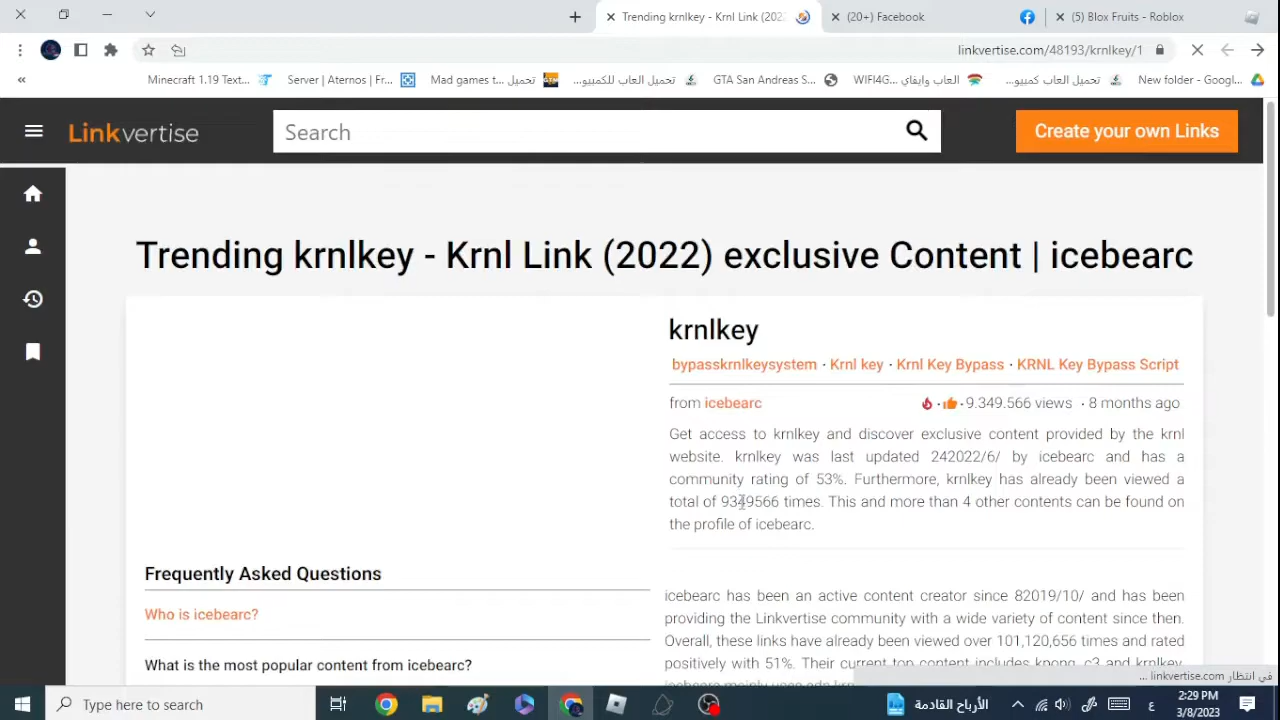 Trending krnlkey - Krnl Link (202
(20+) Facebook
(5) Blox Fruits - Roblox
linkvertise.com/48193/krnlkey/1
Minecraft 1.19 Text...
Server | Aternos | Fr...
Mad games t... تحميل
تحميل العاب للكمبيو...
GTA San Andreas S...
WIFI4G... العاب وايفاي
تحميل العاب كمبيو...
New folder - Googl...
Linkvertise
Search
Create your own Links
Trending krnlkey - Krnl Link (2022) exclusive Content | icebearc
krnlkey
bypasskrnlkeysystem · Krnl key · Krnl Key Bypass · KRNL Key Bypass Script
from icebearc
· 9.349.566 views · 8 months ago
Get access to krnlkey and discover exclusive content provided by the krnl
website. krnlkey was last updated 242022/6/ by icebearc and has a
community rating of 53%. Furthermore, krnlkey has already been viewed a
total of 9349566 times. This and more than 4 other contents can be found on
the profile of icebearc.
Frequently Asked Questions
Who is icebearc?
What is the most popular content from icebearc?
icebearc has been an active content creator since 82019/10/ and has been
providing the Linkvertise community with a wide variety of content since then.
Overall, these links have already been viewed over 101,120,656 times and rated
positively with 51%. Their current top content includes kpong, c3 and krnlkey.
في انتظار linkvertise.com ...
Type here to search
الأرباح القادمة
ع
2:29 PM
3/8/2023